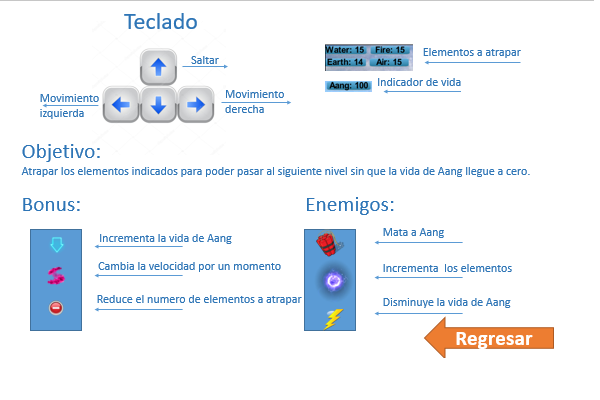 Teclado
Saltar
Movimiento
izquierda
Movimiento
derecha
Water: 15 Fire: 15
Earth: 14 Air: 15
Elementos a atrapar
Aang: 100
Indicador de vida
Objetivo:
Atrapar los elementos indicados para poder pasar al siguiente nivel sin que la vida de Aang llegue a cero.
Bonus:
Incrementa la vida de Aang
Cambia la velocidad por un momento
Reduce el numero de elementos a atrapar
Enemigos:
Mata a Aang
Incrementa los elementos
Disminuye la vida de Aang
Regresar